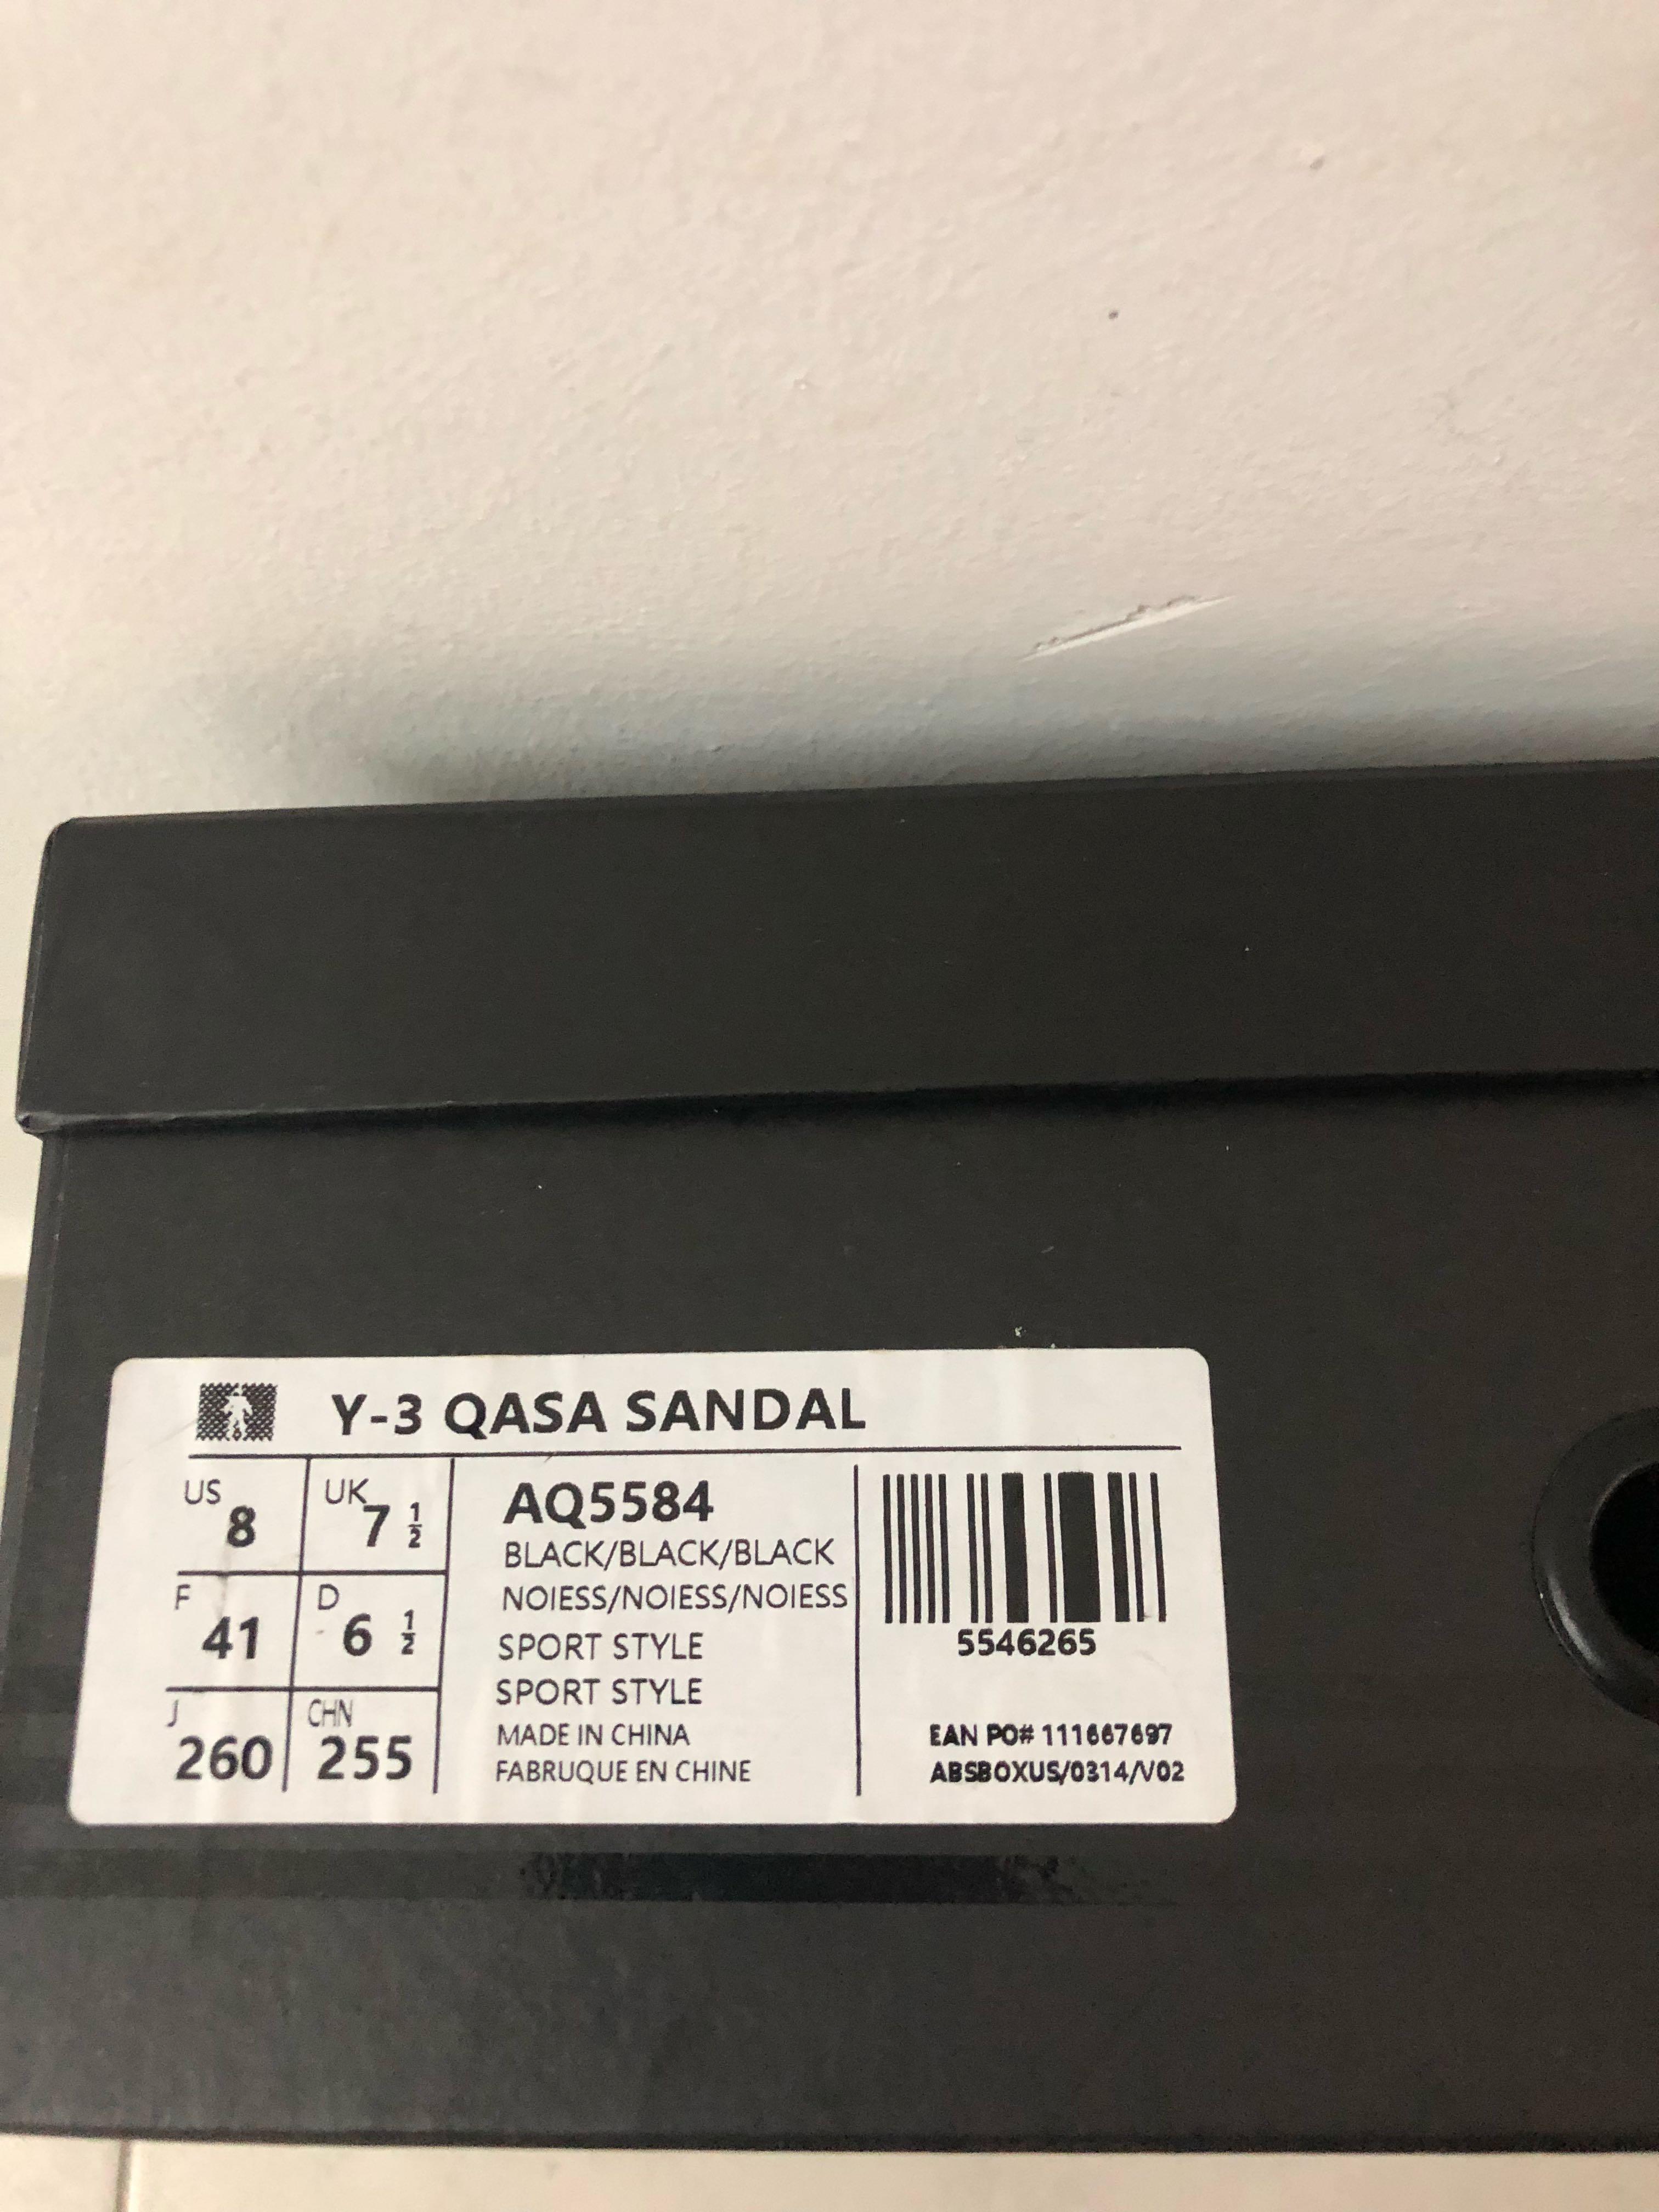 Y-3 QASA SANDAL
US 8 UK 7 1/2
F 41 D 6 1/2
J 260 CHN 255
AQ5584
BLACK/BLACK/BLACK
NOIESS/NOIESS/NOIESS
SPORT STYLE
SPORT STYLE
MADE IN CHINA
FABRUQUE EN CHINE
5546265
EAN PO# 111667697
ABSBOXUS/0314/V02